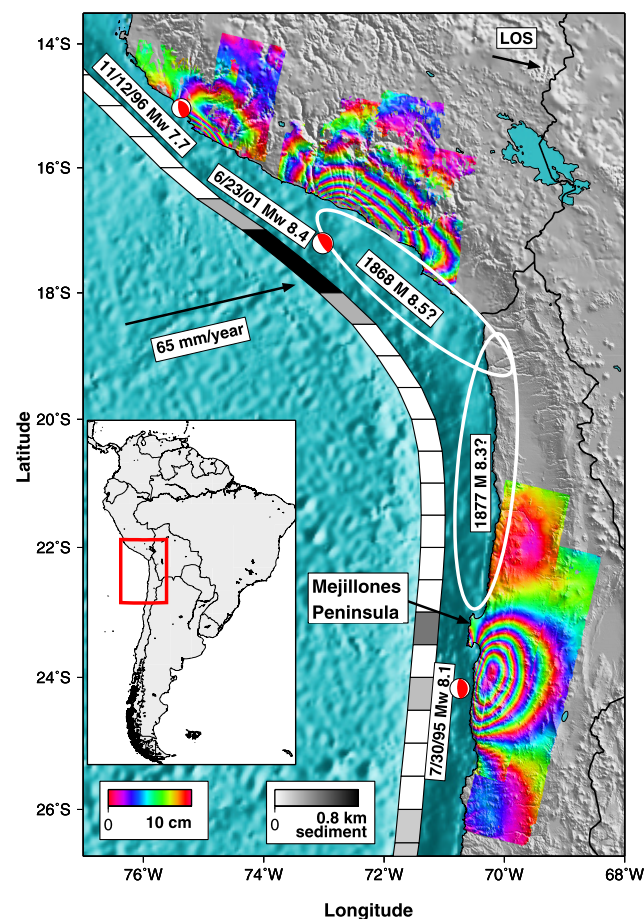 14°S
16°S
18°S
20°S
22°S
24°S
26°S
Latitude
LOS
11/12/96 Mw 7.7
6/23/01 Mw 8.4
1868 M 8.5?
65 mm/year
1877 M 8.3?
Mejillones
Peninsula
7/30/95 Mw 8.1
0
10 cm
0
0.8 km
sediment
76°W
74°W
72°W
70°W
68°W
Longitude